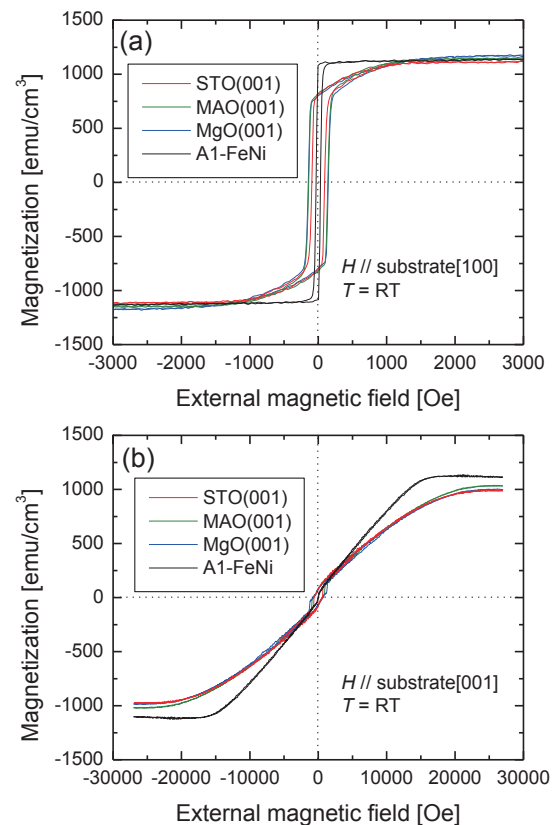 (a)
1500
1000
500
0
-500
-1000
-1500
Magnetization [emu/cm³]
STO(001)
MAO(001)
MgO(001)
A1-FeNi
H // substrate[100]
T = RT
-3000 -2000 -1000 0 1000 2000 3000
External magnetic field [Oe]
(b)
1500
1000
500
0
-500
-1000
-1500
Magnetization [emu/cm³]
STO(001)
MAO(001)
MgO(001)
A1-FeNi
H // substrate[001]
T = RT
-30000 -20000 -10000 0 10000 20000 30000
External magnetic field [Oe]